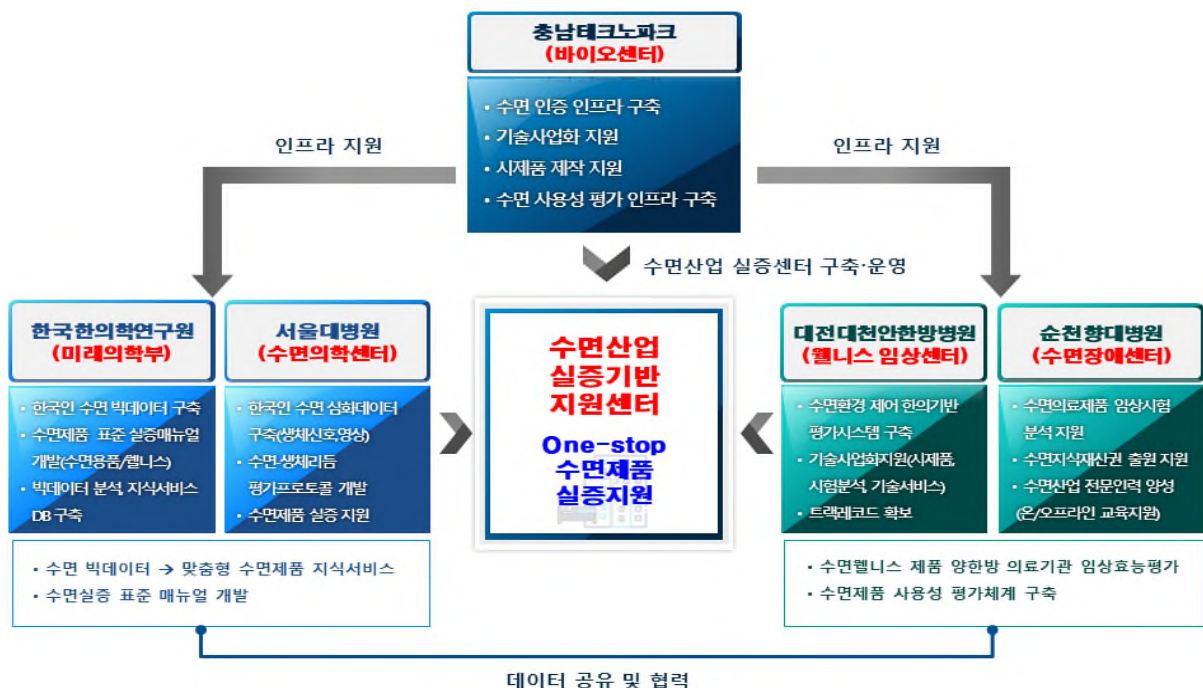 충남테크노파크
(바이오센터)
• 수면 인증 인프라 구축
• 기술사업화 지원
• 시제품 제작 지원
• 수면 사용성 평가 인프라 구축
인프라 지원
인프라 지원
수면산업 실증센터 구축·운영
한국한의학연구원
(미래의학부)
• 한국인 수면 빅데이터 구축
• 수면제품 표준 실증매뉴얼
개발(수면용품/헬니스)
• 빅데이터 분석, 지식서비스
DB 구축
서울대병원
(수면의학센터)
• 한국인 수면 심화데이터
구축(생체신호,영상)
• 수면·생체리듬
평가프로토콜 개발
• 수면제품 실증 지원
• 수면 빅데이터 → 맞춤형 수면제품 지식서비스
• 수면실증 표준 매뉴얼 개발
수면산업
실증기반
지원센터
One-stop
수면제품
실증지원
대전대천안한방병원
(웰니스 임상센터)
• 수면환경 제어 한의기반
평가시스템 구축
• 기술사업화지원(시제품,
시험분석, 기술서비스)
• 트랙레코드 확보
순천향대병원
(수면장애센터)
• 수면의료제품 임상시험
분석 지원
• 수면지식재산권 출원 지원
• 수면산업 전문인력 양성
(온/오프라인 교육지원)
• 수면웰니스 제품 양한방 의료기관 임상효능평가
• 수면제품 사용성 평가체계 구축
데이터 공유 및 협력